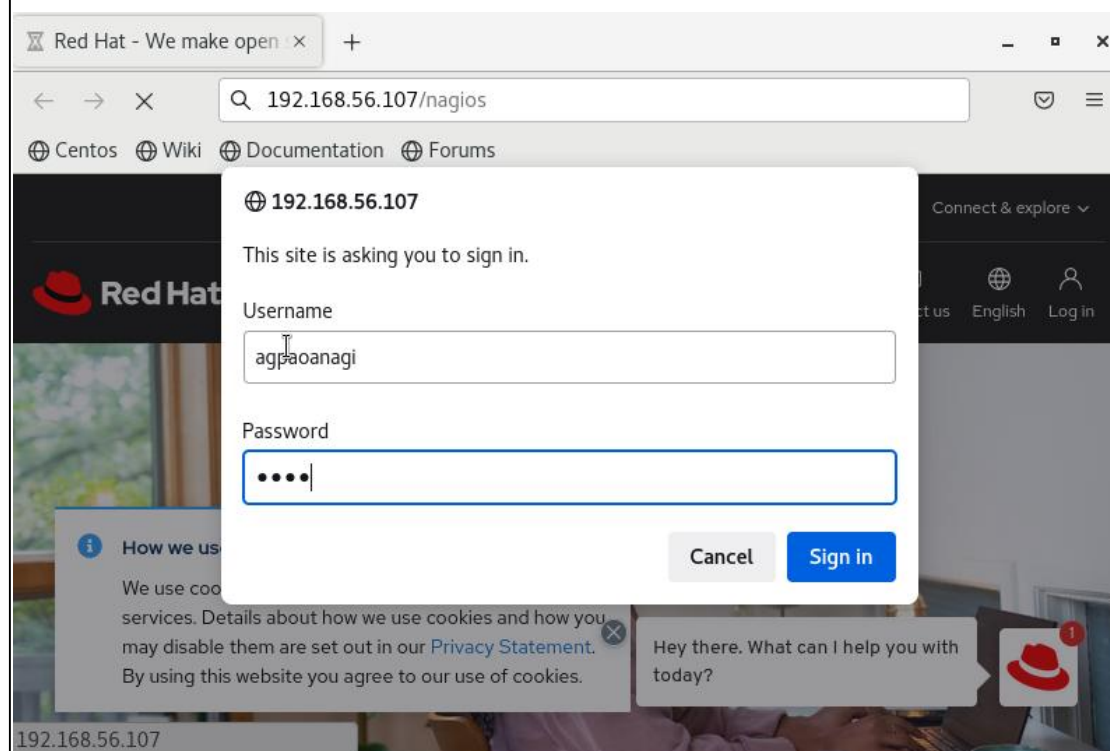 Red Hat - We make open s
192.168.56.107/nagios
Centos Wiki Documentation Forums
192.168.56.107
This site is asking you to sign in.
Username
agpaoanagi
Password
Cancel Sign in
Connect & explore
Red Hat
ct us English Log in
How we us
We use coo
services. Details about how we use cookies and how you
may disable them are set out in our Privacy Statement.
By using this website you agree to our use of cookies.
Hey there. What can I help you with
today?
1
192.168.56.107